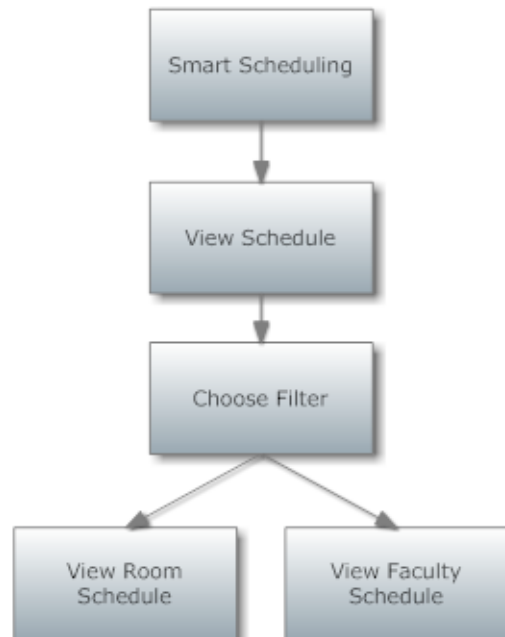 Smart Scheduling
View Schedule
Choose Filter
View Room
Schedule
View Faculty
Schedule